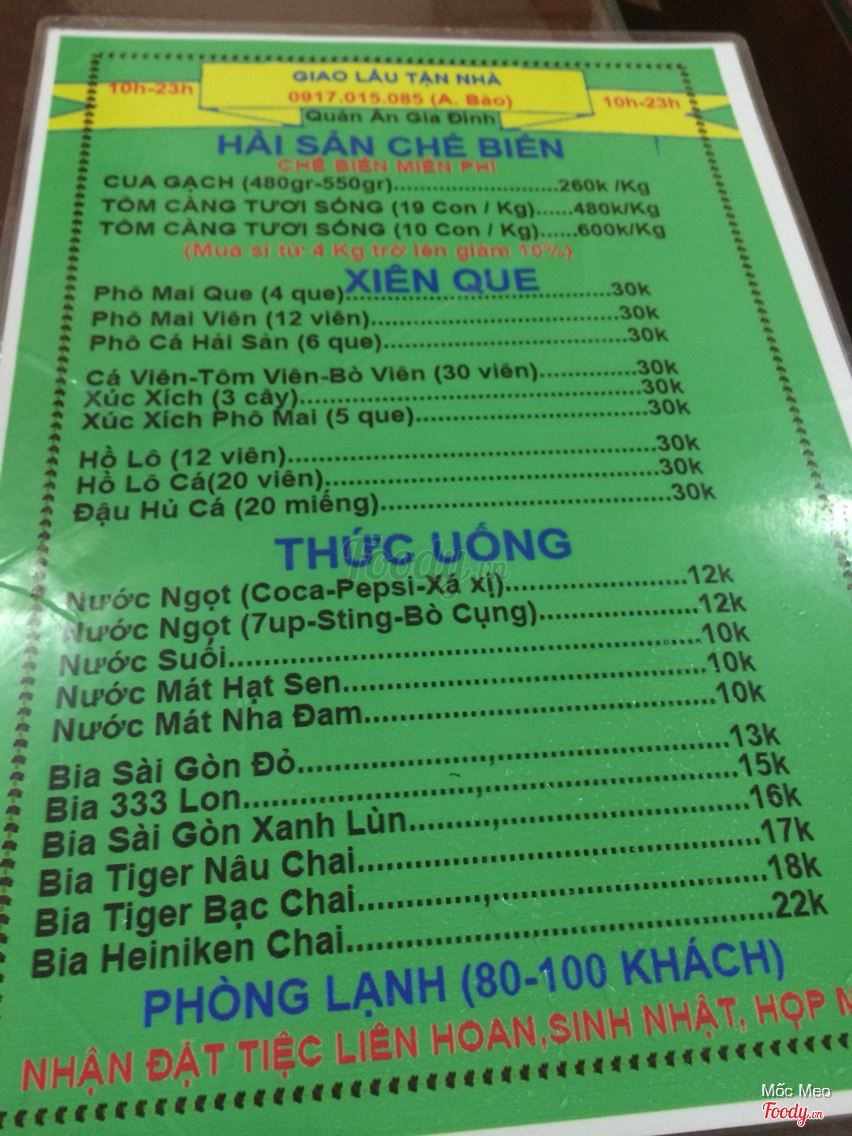 GIAO LẨU TẬN NHÀ
10h-23h
0917.015.085 (A. Bảo)
10h-23h
Quán Ăn Gia Đình
HẢI SẢN CHẾ BIẾN
CHẾ BIẾN MIỄN PHÍ
CUA GẠCH (480gr-550gr)..............................260k /Kg
TÔM CÀNG TƯƠI SỐNG (19 Con / Kg)......480k/Kg
TÔM CÀNG TƯƠI SỐNG (10 Con / Kg)......600k/Kg
(Mua sỉ từ 4 Kg trở lên giảm 10%)
XIÊN QUE
Phô Mai Que (4 que)..............................30k
Phô Mai Viên (12 viên)..............................30k
Phô Cá Hải Sản (6 que)..............................30k
Cá Viên-Tôm Viên-Bò Viên (30 viên)..............30k
Xúc Xích (3 cây)..............................30k
Xúc Xích Phô Mai (5 que)..............................30k
Hồ Lô (12 viên)..............................30k
Hồ Lô Cá(20 viên)..............................30k
Đậu Hủ Cá (20 miếng)..............................30k
THỨC UỐNG
Nước Ngọt (Coca-Pepsi-Xá xị)....................12k
Nước Ngọt (7up-Sting-Bò Cụng)....................12k
Nước Suối..............................10k
Nước Mát Hạt Sen..............................10k
Nước Mát Nha Đam..............................10k
Bia Sài Gòn Đỏ..............................13k
Bia 333 Lon..............................15k
Bia Sài Gòn Xanh Lùn..............................16k
Bia Tiger Nâu Chai..............................17k
Bia Tiger Bạc Chai..............................18k
Bia Heiniken Chai..............................22k
PHÒNG LẠNH (80-100 KHÁCH)
NHẬN ĐẶT TIỆC LIÊN HOAN,SINH NHẬT, HỌP M
Foody.vn
Mốc Meo
Foody.vn